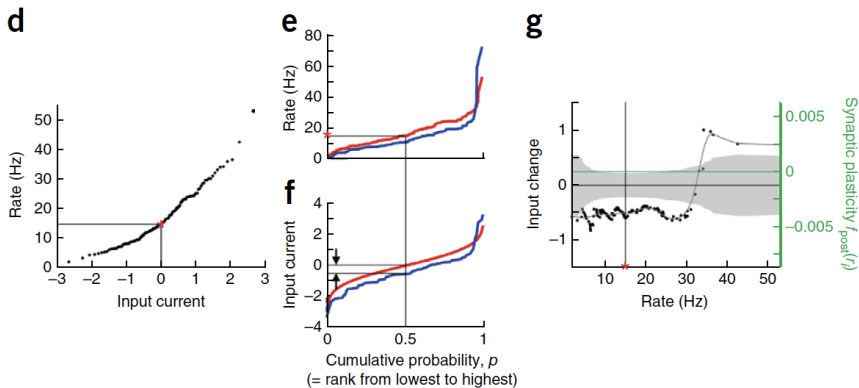 d
Rate (Hz)
50
40
30
20
10
0
−3 −2 −1 0 1 2 3
Input current
e
Rate (Hz)
80
60
40
20
0
f
Input current
4
2
0
−2
−4
0 0.5 1
Cumulative probability, p
(= rank from lowest to highest)
g
Input change
1
0
−1
10 20 30 40 50
Rate (Hz)
0.005
0
−0.005
Synaptic plasticity f_post(r_i)